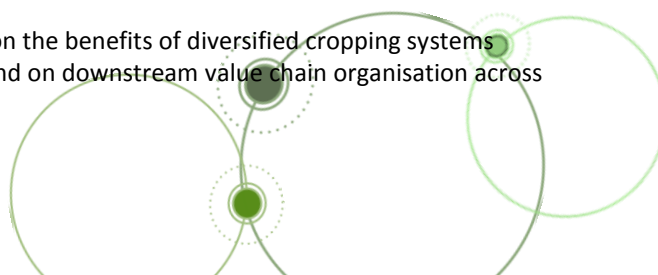 on the benefits of diversified cropping systems
nd on downstream value chain organisation across